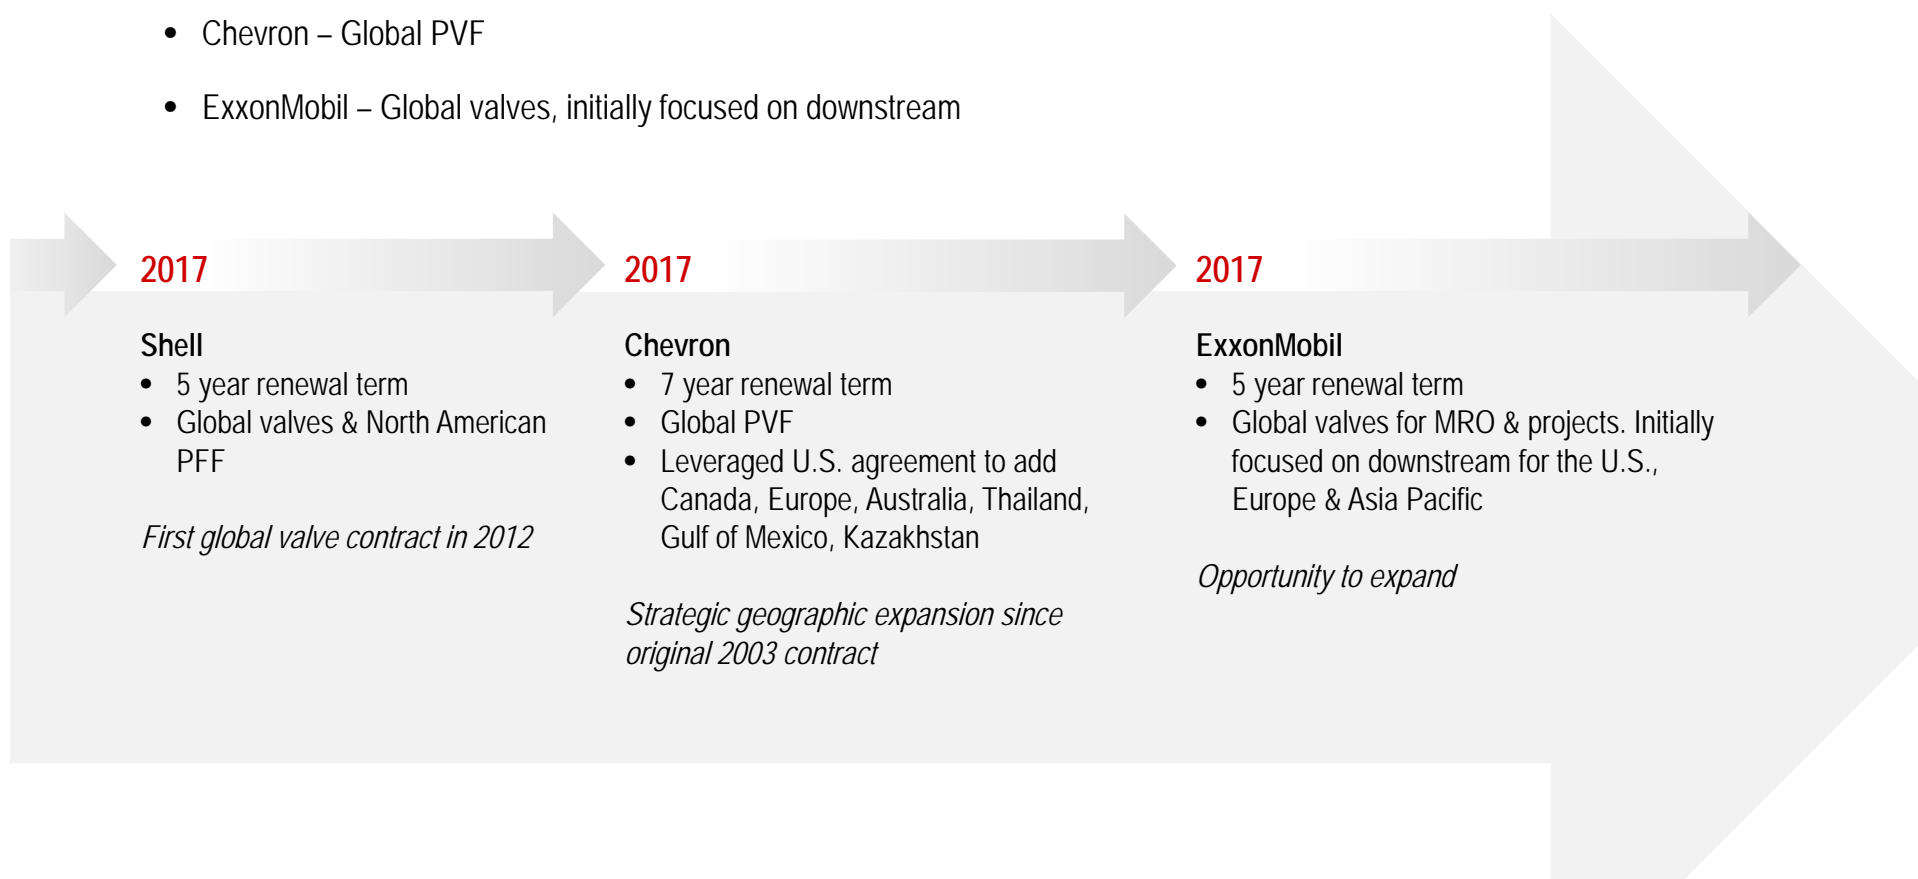 • Chevron – Global PVF
• ExxonMobil – Global valves, initially focused on downstream
2017
Shell
• 5 year renewal term
• Global valves & North American
PFF
First global valve contract in 2012
2017
Chevron
• 7 year renewal term
• Global PVF
• Leveraged U.S. agreement to add
Canada, Europe, Australia, Thailand,
Gulf of Mexico, Kazakhstan
Strategic geographic expansion since
original 2003 contract
2017
ExxonMobil
• 5 year renewal term
• Global valves for MRO & projects. Initially
focused on downstream for the U.S.,
Europe & Asia Pacific
Opportunity to expand